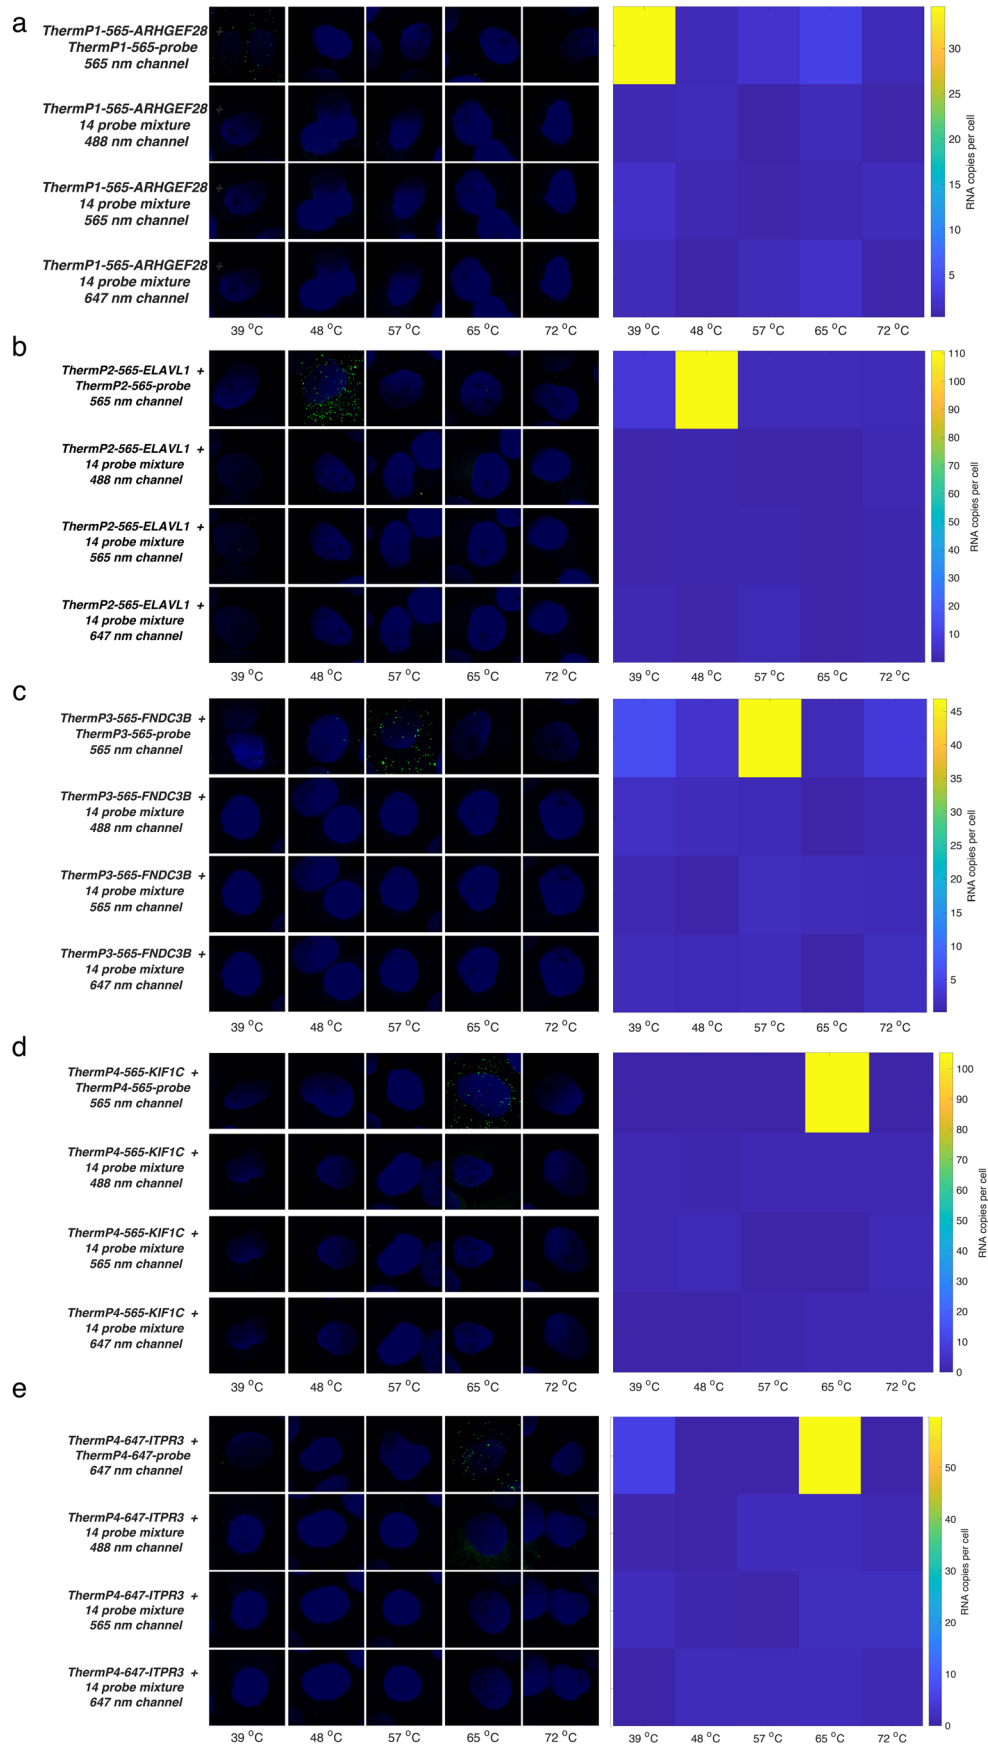 a
ThermP1-565-ARHGEF28 +
ThermP1-565-probe
565 nm channel
ThermP1-565-ARHGEF28 +
14 probe mixture
488 nm channel
ThermP1-565-ARHGEF28 +
14 probe mixture
565 nm channel
ThermP1-565-ARHGEF28 +
14 probe mixture
647 nm channel
39 °C 48 °C 57 °C 65 °C 72 °C
39 °C 48 °C 57 °C 65 °C 72 °C
30
25
20
15
10
5
RNA copies per cell
b
ThermP2-565-ELAVL1 +
ThermP2-565-probe
565 nm channel
ThermP2-565-ELAVL1 +
14 probe mixture
488 nm channel
ThermP2-565-ELAVL1 +
14 probe mixture
565 nm channel
ThermP2-565-ELAVL1 +
14 probe mixture
647 nm channel
39 °C 48 °C 57 °C 65 °C 72 °C
39 °C 48 °C 57 °C 65 °C 72 °C
110
100
90
80
70
60
50
40
30
20
10
RNA copies per cell
c
ThermP3-565-FNDC3B +
ThermP3-565-probe
565 nm channel
ThermP3-565-FNDC3B +
14 probe mixture
488 nm channel
ThermP3-565-FNDC3B +
14 probe mixture
565 nm channel
ThermP3-565-FNDC3B +
14 probe mixture
647 nm channel
39 °C 48 °C 57 °C 65 °C 72 °C
39 °C 48 °C 57 °C 65 °C 72 °C
45
40
35
30
25
20
15
10
5
RNA copies per cell
d
ThermP4-565-KIF1C +
ThermP4-565-probe
565 nm channel
ThermP4-565-KIF1C +
14 probe mixture
488 nm channel
ThermP4-565-KIF1C +
14 probe mixture
565 nm channel
ThermP4-565-KIF1C +
14 probe mixture
647 nm channel
39 °C 48 °C 57 °C 65 °C 72 °C
39 °C 48 °C 57 °C 65 °C 72 °C
100
90
80
70
60
50
40
30
20
10
0
RNA copies per cell
e
ThermP4-647-ITPR3 +
ThermP4-647-probe
647 nm channel
ThermP4-647-ITPR3 +
14 probe mixture
488 nm channel
ThermP4-647-ITPR3 +
14 probe mixture
565 nm channel
ThermP4-647-ITPR3 +
14 probe mixture
647 nm channel
39 °C 48 °C 57 °C 65 °C 72 °C
39 °C 48 °C 57 °C 65 °C 72 °C
50
40
30
20
10
0
RNA copies per cell